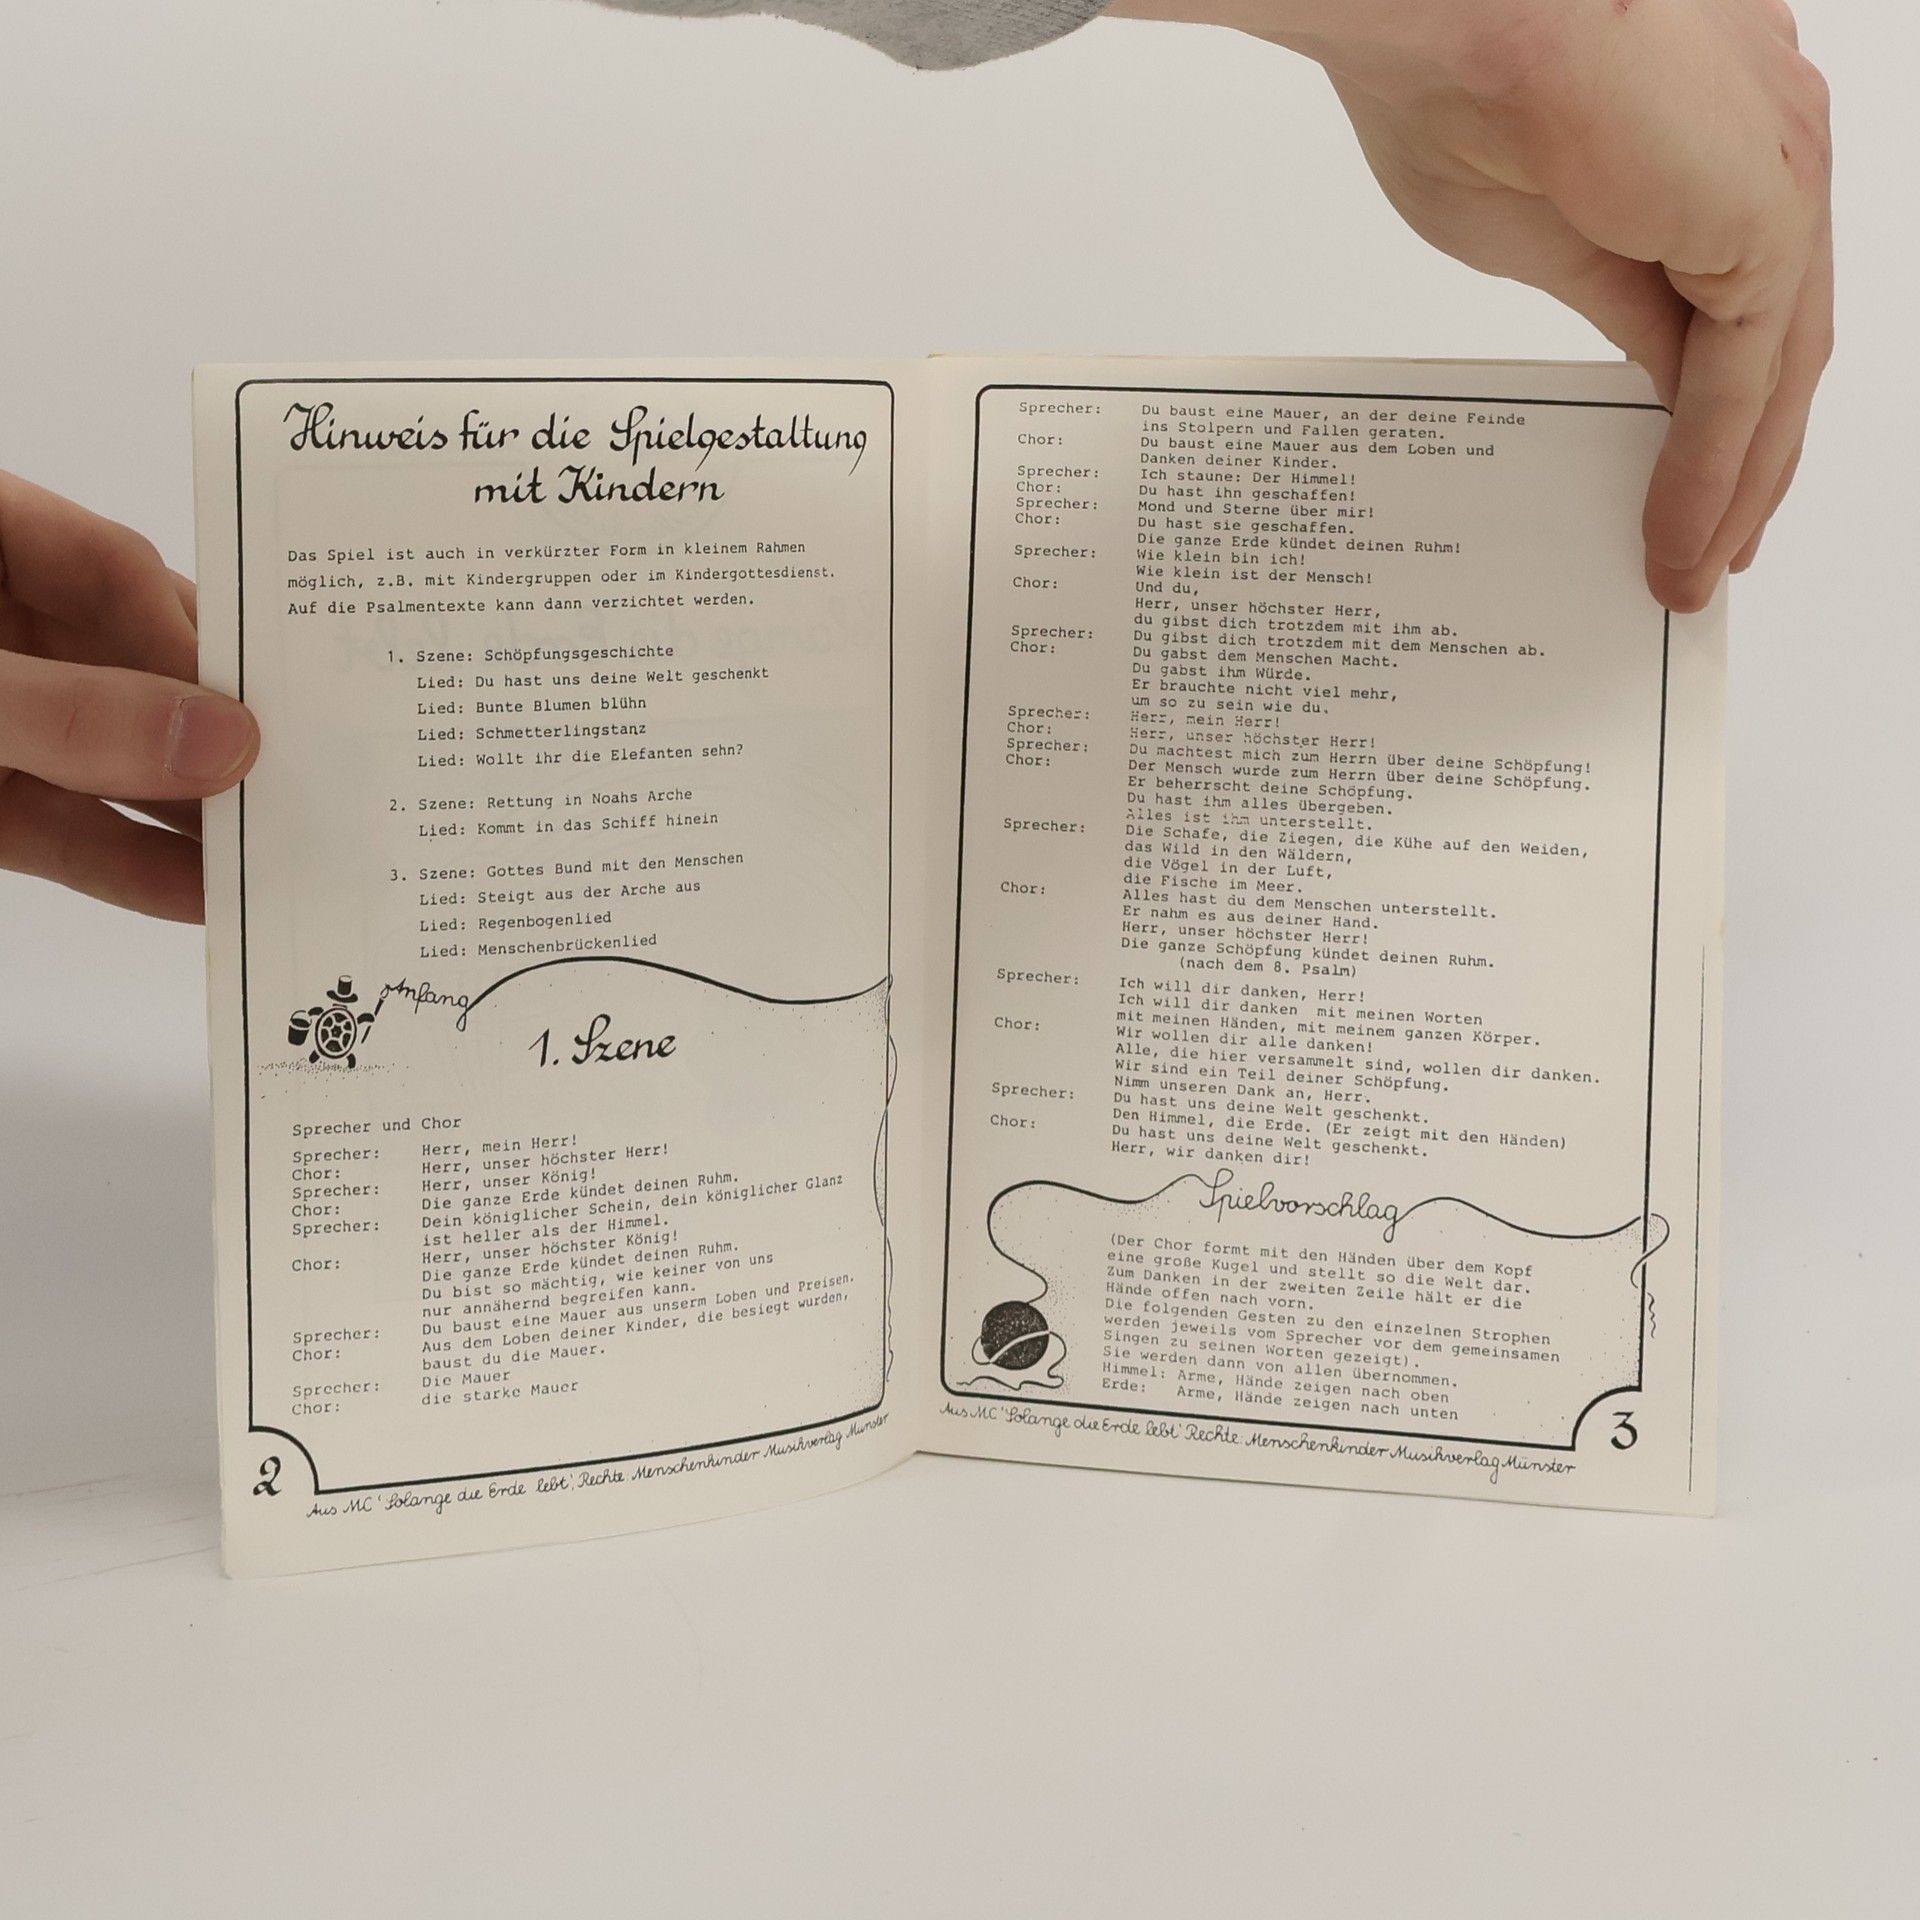 Hinweis für die Spielgestaltung
mit Kindern
Das Spiel ist auch in verkürzter Form in kleinem Rahmen
möglich, z.B. mit Kindergruppen oder im Kindergottesdienst.
Auf die Psalmentexte kann dann verzichtet werden.
1. Szene: Schöpfungsgeschichte
Lied: Du hast uns deine Welt geschenkt
Lied: Bunte Blumen blühn
Lied: Schmetterlingstanz
Lied: Wollt ihr die Elefanten sehn?
2. Szene: Rettung in Noahs Arche
Lied: Kommt in das Schiff hinein
3. Szene: Gottes Bund mit den Menschen
Lied: Steigt aus der Arche aus
Lied: Regenbogenlied
Lied: Menschenbrückenlied
Anfang
1. Szene
Sprecher und Chor
Sprecher: Herr, mein Herr!
Chor: Herr, unser höchster Herr!
Sprecher: Herr, unser König!
Chor: Die ganze Erde kündet deinen Ruhm.
Sprecher: Dein königlicher Schein, dein königlicher Glanz
ist heller als der Himmel.
Chor: Herr, unser höchster König!
Die ganze Erde kündet deinen Ruhm.
Du bist so mächtig, wie keiner von uns
nur annähernd begreifen kann.
Sprecher: Du baust eine Mauer aus unserm Loben und Preisen.
Chor: Aus dem Loben deiner Kinder, die besiegt wurden,
baust du die Mauer.
Sprecher: Die Mauer
Chor: die starke Mauer
2
Aus MC 'Solange die Erde lebt', Rechte: Menschenkinder Musikverlag Münster
Sprecher: Du baust eine Mauer, an der deine Feinde
ins Stolpern und Fallen geraten.
Chor: Du baust eine Mauer aus dem Loben und
Danken deiner Kinder.
Sprecher: Ich staune: Der Himmel!
Chor: Du hast ihn geschaffen!
Sprecher: Mond und Sterne über mir!
Chor: Du hast sie geschaffen.
Die ganze Erde kündet deinen Ruhm!
Sprecher: Wie klein bin ich!
Wie klein ist der Mensch!
Chor: Und du,
Herr, unser höchster Herr,
du gibst dich trotzdem mit ihm ab.
Sprecher: Du gibst dich trotzdem mit dem Menschen ab.
Chor: Du gabst dem Menschen Macht.
Du gabst ihm Würde.
Er brauchte nicht viel mehr,
um so zu sein wie du.
Sprecher: Herr, mein Herr!
Chor: Herr, unser höchster Herr!
Sprecher: Du machtest mich zum Herrn über deine Schöpfung!
Chor: Der Mensch wurde zum Herrn über deine Schöpfung.
Er beherrscht deine Schöpfung.
Du hast ihm alles übergeben.
Alles ist ihm unterstellt.
Sprecher: Die Schafe, die Ziegen, die Kühe auf den Weiden,
das Wild in den Wäldern,
die Vögel in der Luft,
die Fische im Meer.
Chor: Alles hast du dem Menschen unterstellt.
Er nahm es aus deiner Hand.
Herr, unser höchster Herr!
Die ganze Schöpfung kündet deinen Ruhm.
(nach dem 8. Psalm)
Sprecher: Ich will dir danken, Herr!
Ich will dir danken mit meinen Worten
mit meinen Händen, mit meinem ganzen Körper.
Chor: Wir wollen dir alle danken!
Alle, die hier versammelt sind, wollen dir danken.
Wir sind ein Teil deiner Schöpfung.
Nimm unseren Dank an, Herr.
Sprecher: Du hast uns deine Welt geschenkt.
Den Himmel, die Erde. (Er zeigt mit den Händen)
Chor: Du hast uns deine Welt geschenkt.
Herr, wir danken dir!
Spielvorschlag
(Der Chor formt mit den Händen über dem Kopf
eine große Kugel und stellt so die Welt dar.
Zum Danken in der zweiten Zeile hält er die
Hände offen nach vorn.
Die folgenden Gesten zu den einzelnen Strophen
werden jeweils vom Sprecher vor dem gemeinsamen
Singen zu seinen Worten gezeigt).
Sie werden dann von allen übernommen.
Himmel: Arme, Hände zeigen nach oben
Erde: Arme, Hände zeigen nach unten
Aus MC 'Solange die Erde lebt' Rechte: Menschenkinder Musikverlag Münster
3